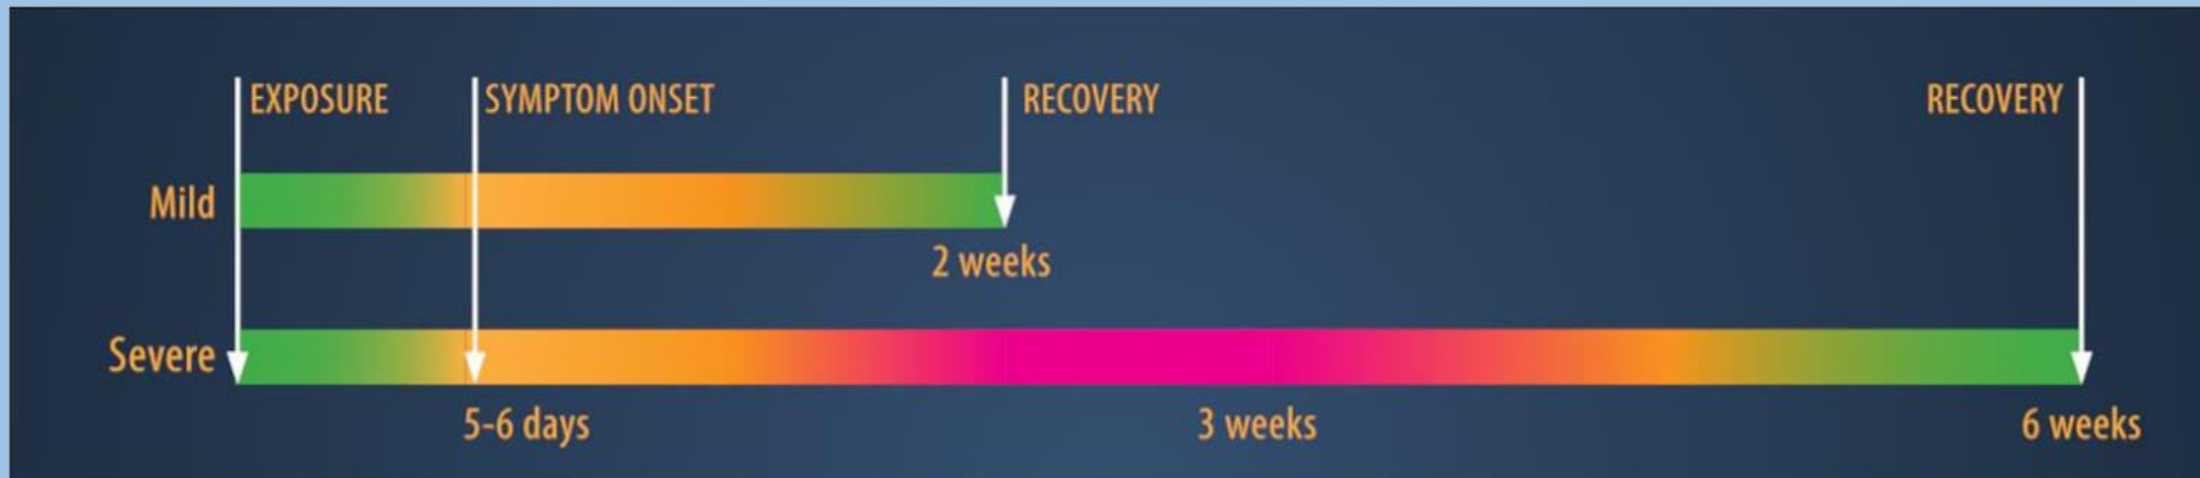 EXPOSURE
SYMPTOM ONSET
RECOVERY
RECOVERY
Mild
2 weeks
Severe
5-6 days
3 weeks
6 weeks